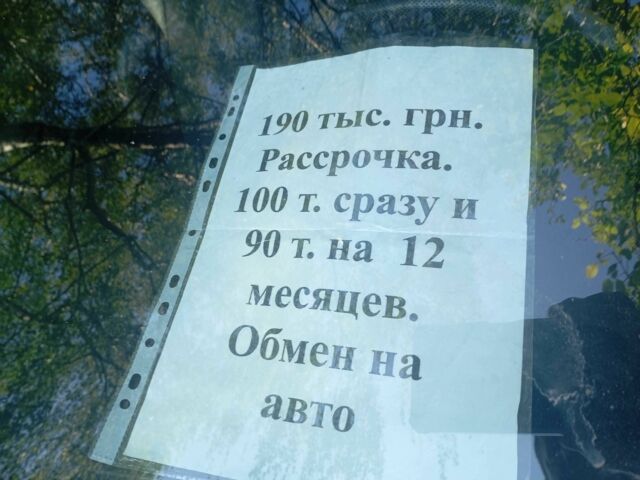 190 тыс. грн.
Рассрочка.
100 т. сразу и
90 т. на 12
месяцев.
Обмен на
авто